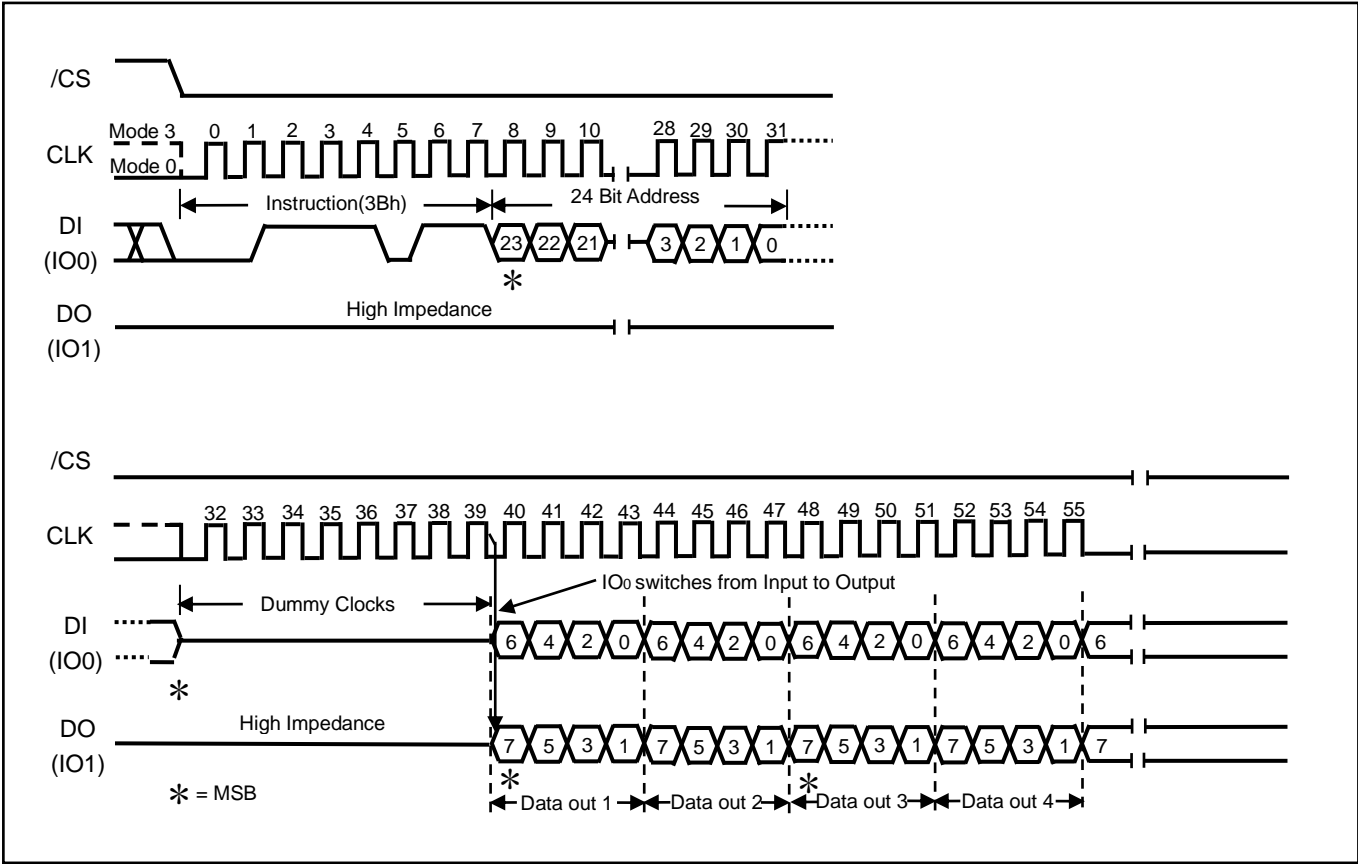 /CS
Mode 3 0 1 2 3 4 5 6 7 8 9 10 28 29 30 31
CLK
Mode 0
Instruction(3Bh) 24 Bit Address
DI
(IO0)
23 22 21 3 2 1 0
*
DO
(IO1)
High Impedance
/CS
32 33 34 35 36 37 38 39 40 41 42 43 44 45 46 47 48 49 50 51 52 53 54 55
CLK
IO0 switches from Input to Output
Dummy Clocks
DI
(IO0)
6 4 2 0 6 4 2 0 6 4 2 0 6 4 2 0 6
*
High Impedance
DO
(IO1)
7 5 3 1 7 5 3 1 7 5 3 1 7 5 3 1 7
* *
* = MSB
Data out 1 Data out 2 Data out 3 Data out 4